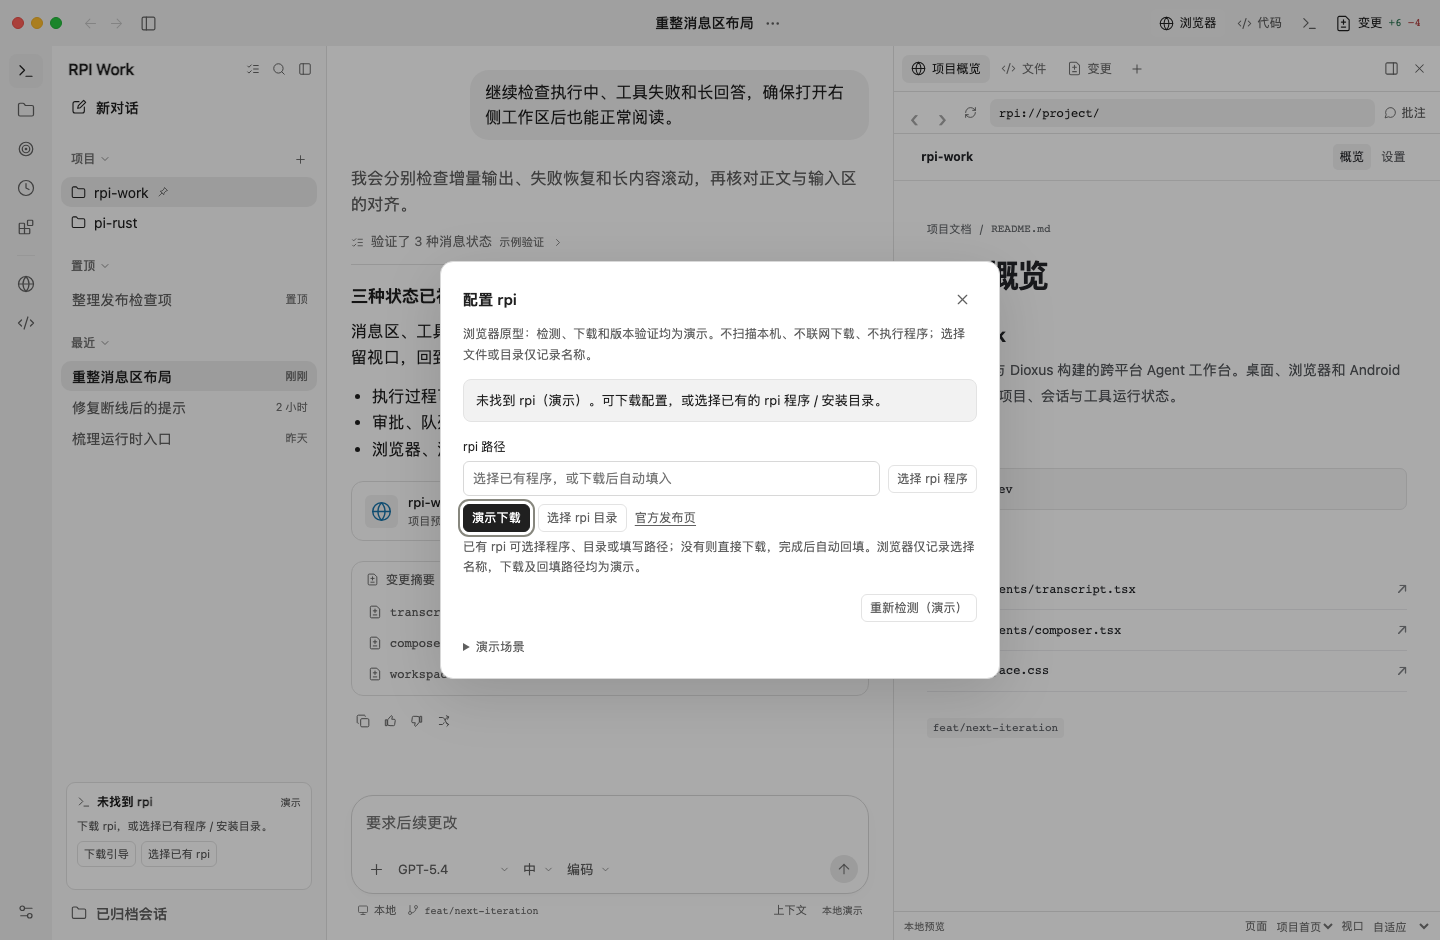 重整消息区布局 ···
浏览器
代码
变更 +6 −4
RPI Work
新对话
项目
rpi-work
pi-rust
置顶
整理发布检查项 置顶
最近
重整消息区布局 刚刚
修复断线后的提示 2 小时
梳理运行时入口 昨天
未找到 rpi 演示
下载 rpi，或选择已有程序 / 安装目录。
下载引导 选择已有 rpi
已归档会话
继续检查执行中、工具失败和长回答，确保打开右
侧工作区后也能正常阅读。
我会分别检查增量输出、失败恢复和长内容滚动，再核对正文与输入区
的对齐。
验证了 3 种消息状态 示例验证
三种状态已
消息区、工具
留视口，回到
• 执行过程
• 审批、队列
• 浏览器、
rpi-w
项目预
变更摘要
transcr
compose
workspac
要求后续更改
GPT-5.4 中 编码
本地 feat/next-iteration 上下文 本地演示
配置 rpi
浏览器原型：检测、下载和版本验证均为演示。不扫描本机、不联网下载、不执行程序；选择
文件或目录仅记录名称。
未找到 rpi（演示）。可下载配置，或选择已有的 rpi 程序 / 安装目录。
rpi 路径
选择已有程序，或下载后自动填入 选择 rpi 程序
演示下载 选择 rpi 目录 官方发布页
已有 rpi 可选择程序、目录或填写路径；没有则直接下载，完成后自动回填。浏览器仅记录选择
名称，下载及回填路径均为演示。
重新检测（演示）
演示场景
项目概览 文件 变更
rpi://project/ 批注
rpi-work 概览 设置
项目文档 / README.md
概览
k
与 Dioxus 构建的跨平台 Agent 工作台。桌面、浏览器和 Android
项目、会话与工具运行状态。
ev
ents/transcript.tsx
ents/composer.tsx
ace.css
feat/next-iteration
本地预览 页面 项目首页 视口 自适应